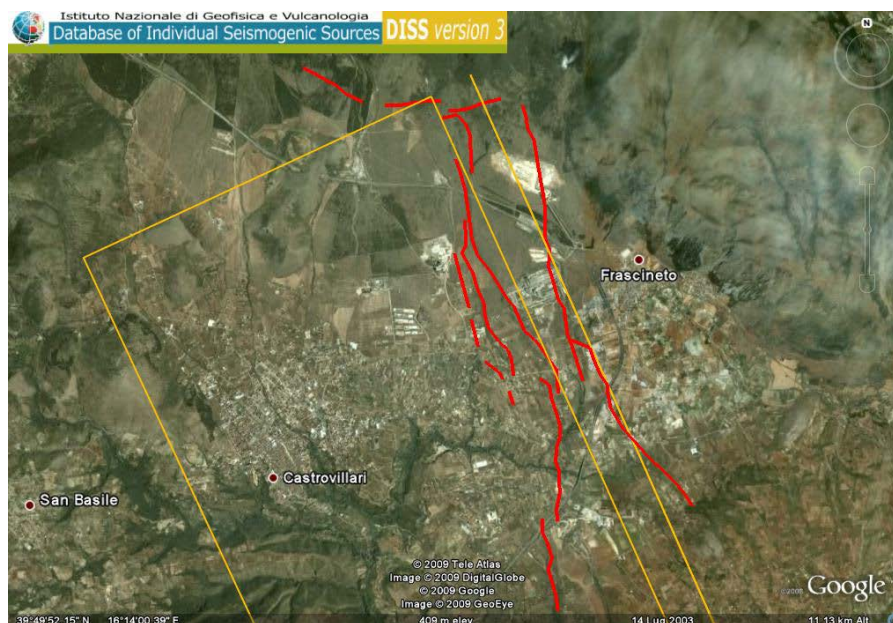 Istituto Nazionale di Geofisica e Vulcanologia
Database of Individual Seismogenic Sources DISS version 3
N
Frascineto
Castrovillari
San Basile
© 2009 Tele Atlas
Image © 2009 DigitalGlobe
© 2009 Google
Image © 2009 GeoEye
©2009 Google
39°49'52.15" N 16°14'00.39" E 409 m elev 14 Lug 2003 11.13 km Alt